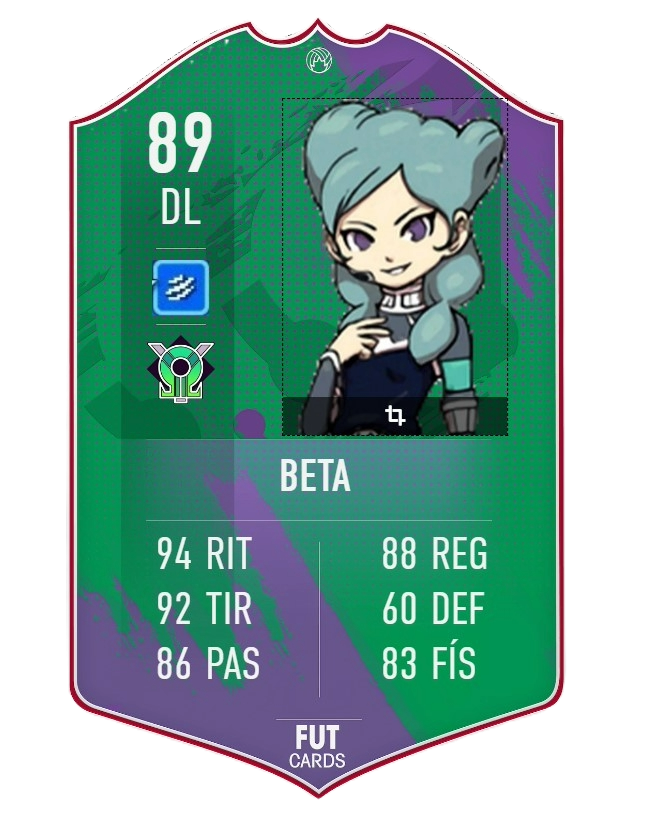 89
DL
BETA
94 RIT
92 TIR
86 PAS
88 REG
60 DEF
83 FÍS
FUT
CARDS